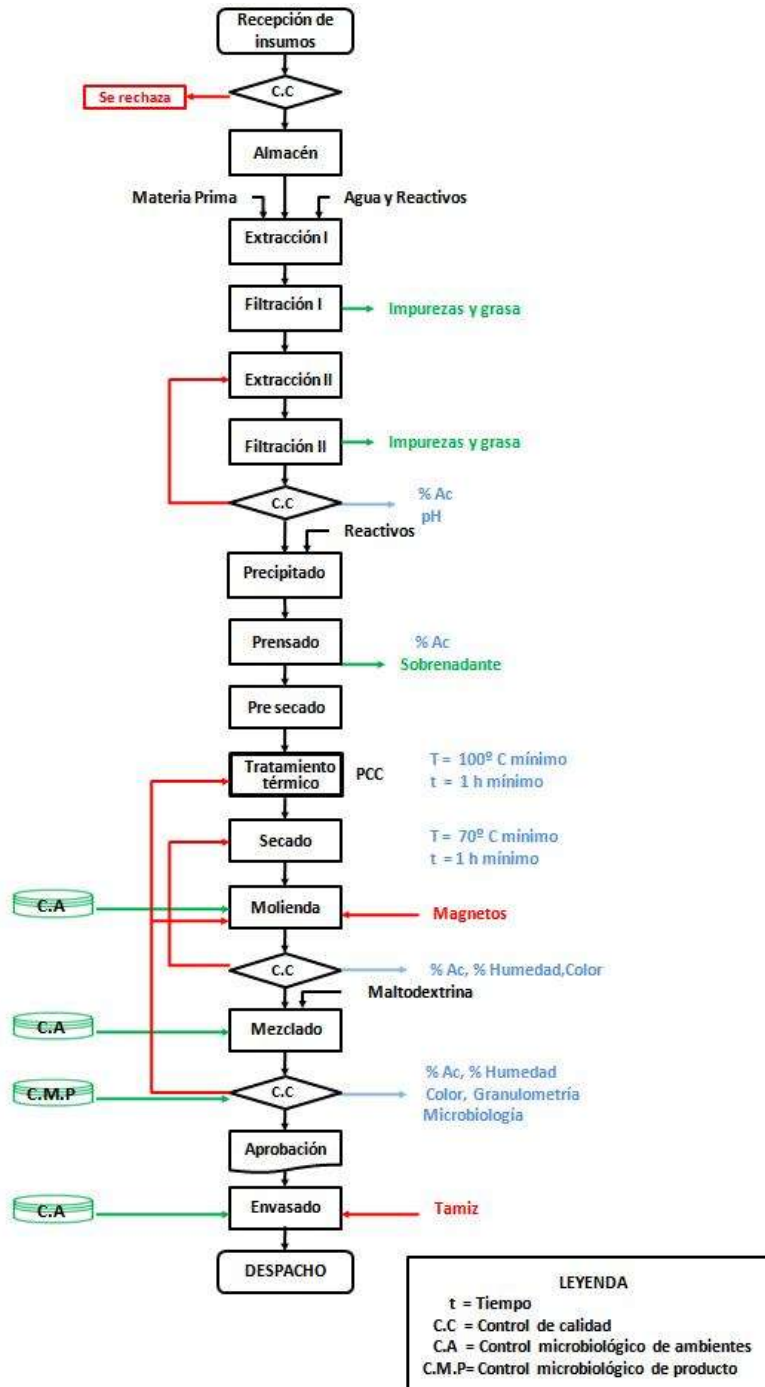 Recepción de
insumos
C.C
Se rechaza
Almacén
Materia Prima
Agua y Reactivos
Extracción I
Filtración I
Impurezas y grasa
Extracción II
Filtración II
Impurezas y grasa
C.C
% Ac
pH
Reactivos
Precipitado
Prensado
% Ac
Sobrenadante
Pre secado
Tratamiento
térmico
PCC
T = 100º C mínimo
t = 1 h mínimo
Secado
T = 70º C mínimo
t = 1 h mínimo
C.A
Molienda
Magnetos
C.C
% Ac, % Humedad,Color
Maltodextrina
C.A
Mezclado
C.M.P
C.C
% Ac, % Humedad
Color, Granulometría
Microbiología
Aprobación
C.A
Envasado
Tamiz
DESPACHO
LEYENDA
t = Tiempo
C.C = Control de calidad
C.A = Control microbiológico de ambientes
C.M.P= Control microbiológico de producto